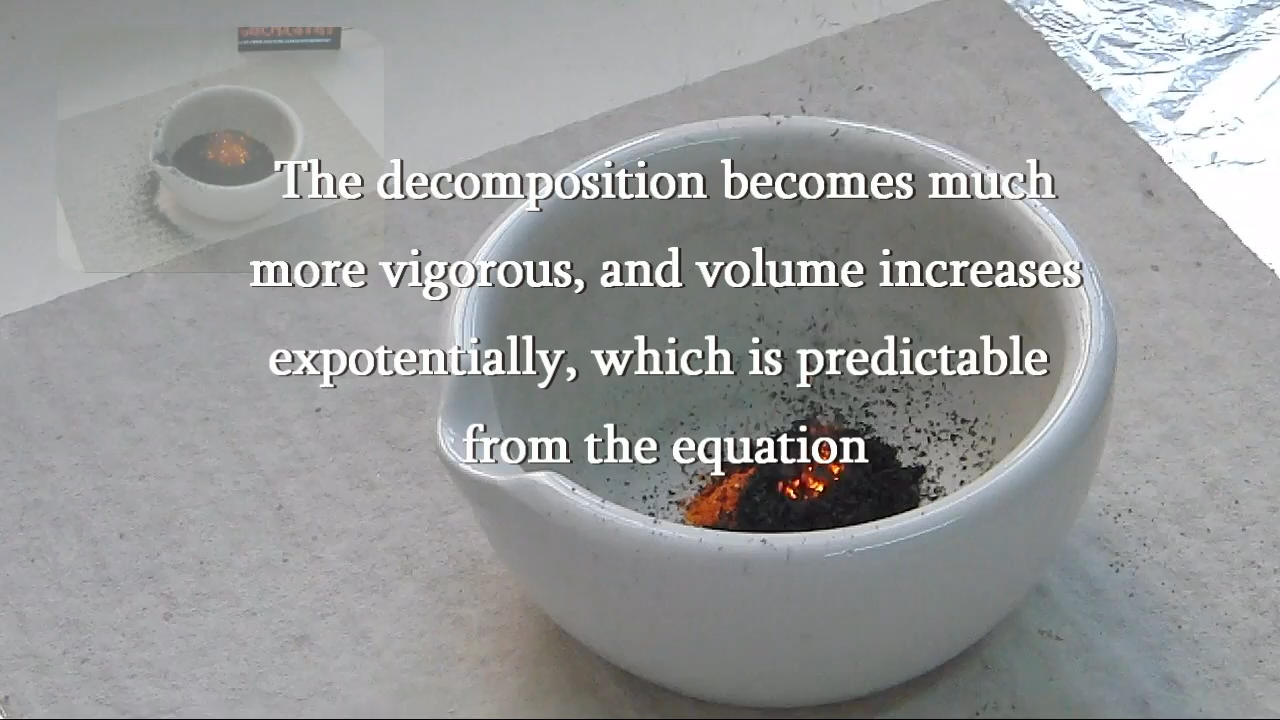 The decomposition becomes much
more vigorous, and volume increases
expotentially, which is predictable
from the equation